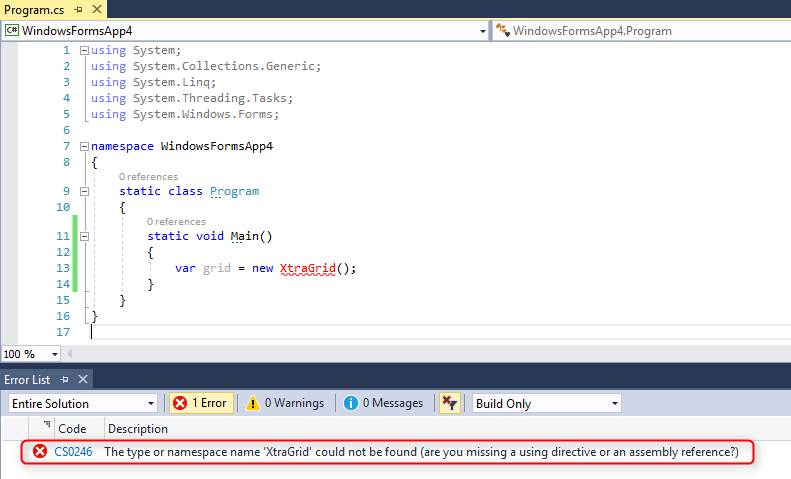 Program.cs
WindowsFormsApp4 WindowsFormsApp4.Program
1 using System;
2 using System.Collections.Generic;
3 using System.Linq;
4 using System.Threading.Tasks;
5 using System.Windows.Forms;
6
7 namespace WindowsFormsApp4
8 {
0 references
9 static class Program
10 {
0 references
11 static void Main()
12 {
13 var grid = new XtraGrid();
14 }
15 }
16 }
17
100 %
Error List
Entire Solution 1 Error 0 Warnings 0 Messages Build Only
Code Description
CS0246 The type or namespace name 'XtraGrid' could not be found (are you missing a using directive or an assembly reference?)